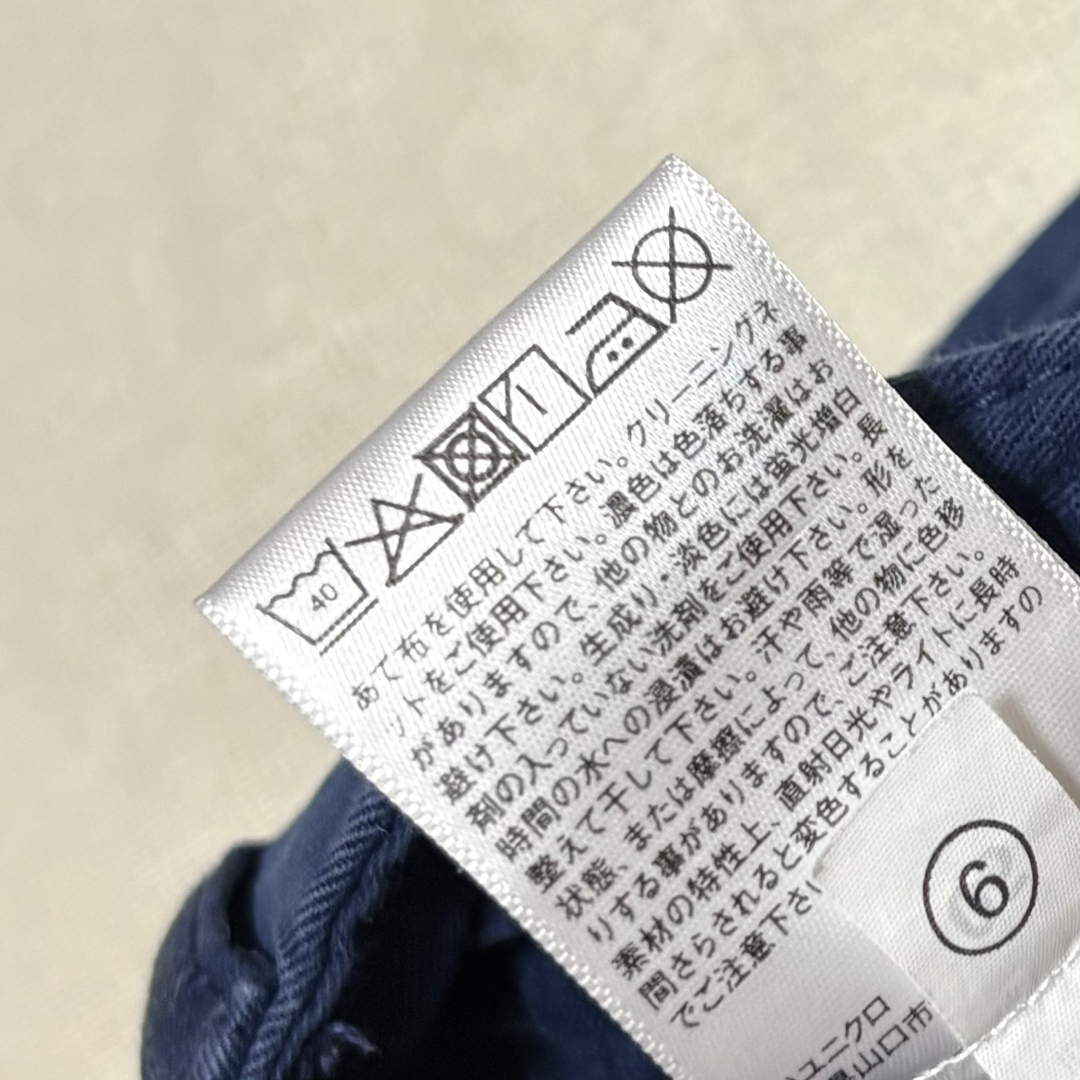 40
あて布を使用して下さい。クリーニングネ
ットをご使用下さい。濃色は色落ちする事
がありますので、他の物とのお洗濯はお
避け下さい。生成り・淡色には蛍光増白
剤の入っていない洗剤をご使用下さい。長
時間の水への浸漬はお避け下さい。形を
整えて干して下さい。汗や雨等で湿った
状態、または摩擦によって、他の物に色移
りする事がありますので、ご注意下さい。
素材の特性上、直射日光やライトに長時
間さらされると変色することがありますの
でご注意下さい
ユニクロ
山口市
6